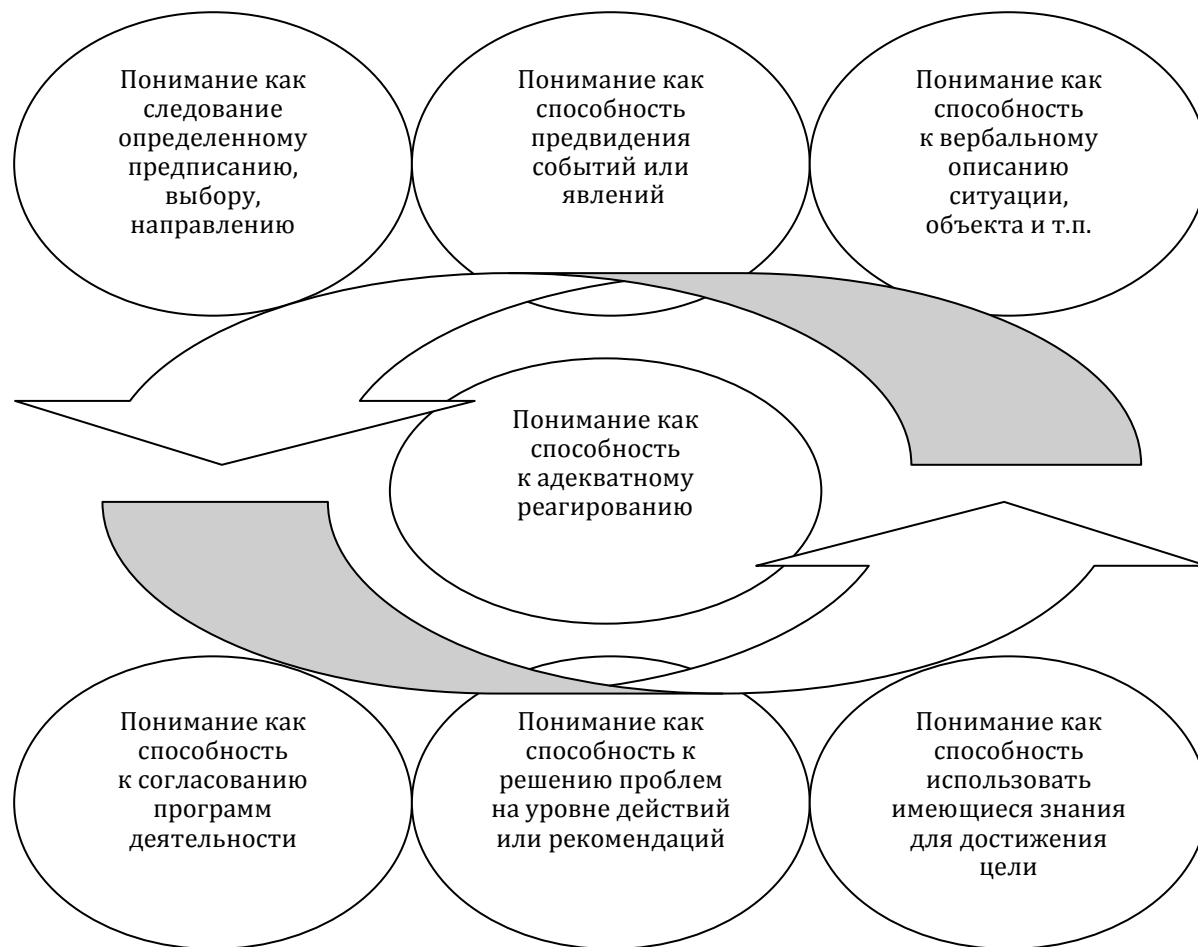 Понимание как
следование
определенному
предписанию,
выбору,
направлению
Понимание как
способность
предвидения
событий или
явлений
Понимание как
способность
к вербальному
описанию
ситуации,
объекта и т.п.
Понимание как
способность
к адекватному
реагированию
Понимание как
способность
к согласованию
программ
деятельности
Понимание как
способность к
решению проблем
на уровне действий
или рекомендаций
Понимание как
способность
использовать
имеющиеся знания
для достижения
цели